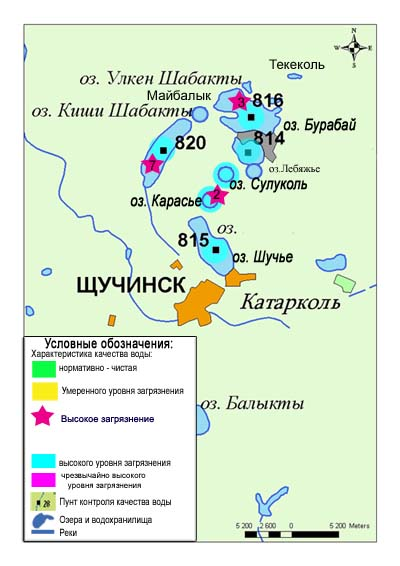 Текеколь
N
W E
S
оз. Улкен Шабакты
Майбалык
3
816
оз. Киши Шабакты
оз. Бурабай
820
814
оз.Лебяжье
7
оз. Сулуколь
2
оз. Карасье
оз.
815
оз. Шучье
ЩУЧИНСК
Катарколь
Условные обозначения:
Характеристика качества воды:
нормативно - чистая
Умеренного уровня загрязнения
Высокое загрязнение
оз. Балыкты
высокого уровня загрязнения
чрезвычайно высокого
уровня загрязнения
28
Пункт контроля качества воды
Озера и водохранилища
Реки
5 200 2 600 0 5 200 Meters